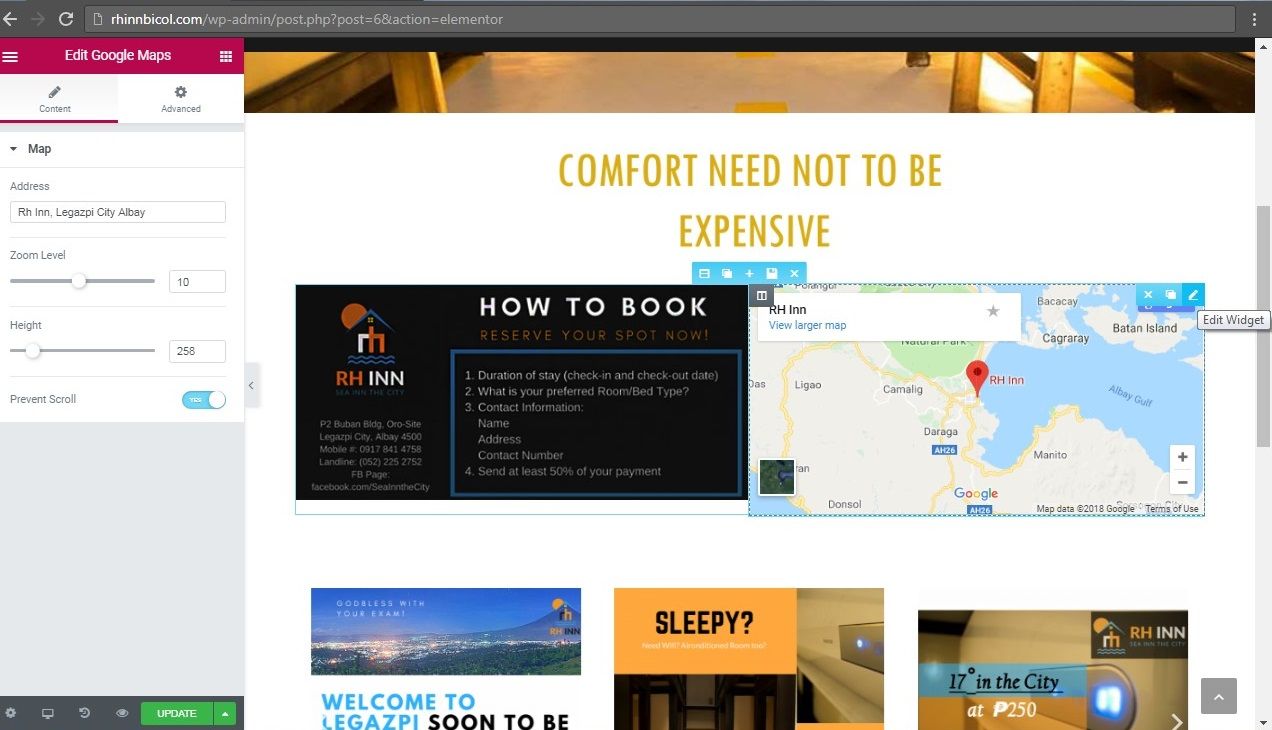 rhinnbicol.com/wp-admin/post.php?post=6&action=elementor
Edit Google Maps
Content
Advanced
Map
Address
Rh Inn, Legazpi City Albay
Zoom Level
10
Height
258
Prevent Scroll
YES
UPDATE
COMFORT NEED NOT TO BE
EXPENSIVE
RH INN
SEA INN THE CITY
P2 Buban Bldg, Oro-Site
Legazpi City, Albay 4500
Mobile #: 0917 841 4758
Landline: (052) 225 2752
FB Page:
facebook.com/SeaInntheCity
HOW TO BOOK
RESERVE YOUR SPOT NOW!
1. Duration of stay (check-in and check-out date)
2. What is your preferred Room/Bed Type?
3. Contact Information:
Name
Address
Contact Number
4. Send at least 50% of your payment
RH Inn
View larger map
Edit Widget
Bacacay
Batan Island
Cagraray
Natural Park
Ligao
Camalig
RH Inn
Albay Gulf
Daraga
AH26
Manito
Donsol
Google
AH26
Map data ©2018 Google
Terms of Use
GODBLESS WITH
YOUR EXAM!
RH INN
WELCOME TO
LEGAZPI SOON TO BE
SLEEPY?
Need Wifi? Airconditioned Room too?
RH INN
SEA INN THE CITY
17° in the City
at ₱250